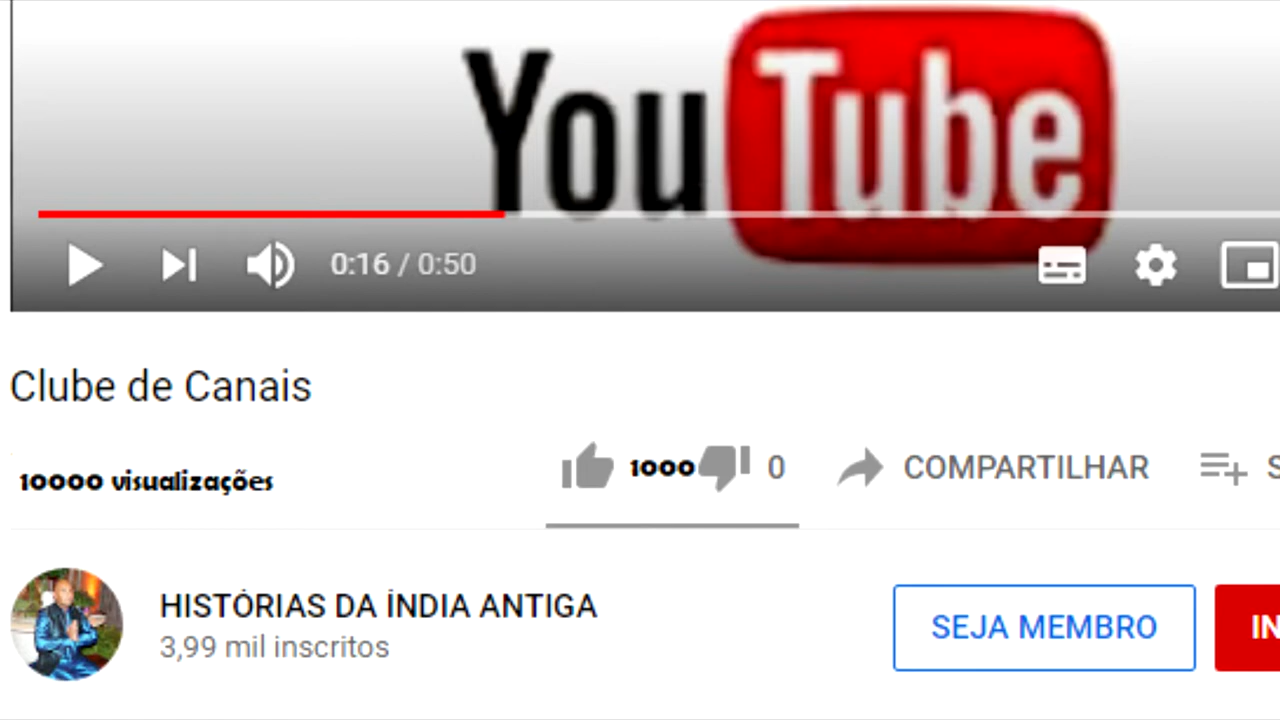 YouTube
0:16 / 0:50
Clube de Canais
10000 visualizações
1000
0
COMPARTILHAR
HISTÓRIAS DA ÍNDIA ANTIGA
3,99 mil inscritos
SEJA MEMBRO